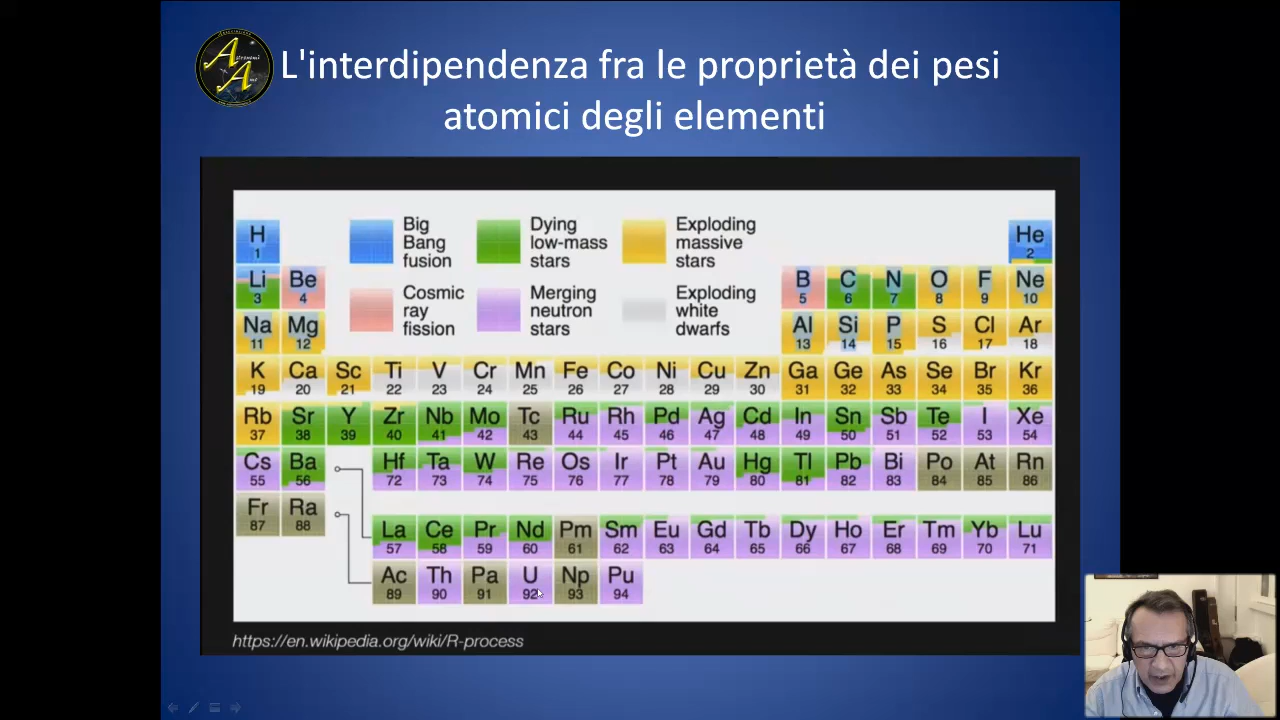 L'interdipendenza fra le proprietà dei pesi
atomici degli elementi
Big
Bang
fusion
Dying
low-mass
stars
Exploding
massive
stars
Cosmic
ray
fission
Merging
neutron
stars
Exploding
white
dwarfs
H He
1 2
Li Be B C N O F Ne
3 4 5 6 7 8 9 10
Na Mg Al Si P S Cl Ar
11 12 13 14 15 16 17 18
K Ca Sc Ti V Cr Mn Fe Co Ni Cu Zn Ga Ge As Se Br Kr
19 20 21 22 23 24 25 26 27 28 29 30 31 32 33 34 35 36
Rb Sr Y Zr Nb Mo Tc Ru Rh Pd Ag Cd In Sn Sb Te I Xe
37 38 39 40 41 42 43 44 45 46 47 48 49 50 51 52 53 54
Cs Ba Hf Ta W Re Os Ir Pt Au Hg Tl Pb Bi Po At Rn
55 56 72 73 74 75 76 77 78 79 80 81 82 83 84 85 86
Fr Ra
87 88
La Ce Pr Nd Pm Sm Eu Gd Tb Dy Ho Er Tm Yb Lu
57 58 59 60 61 62 63 64 65 66 67 68 69 70 71
Ac Th Pa U Np Pu
89 90 91 92 93 94
https://en.wikipedia.org/wiki/R-process